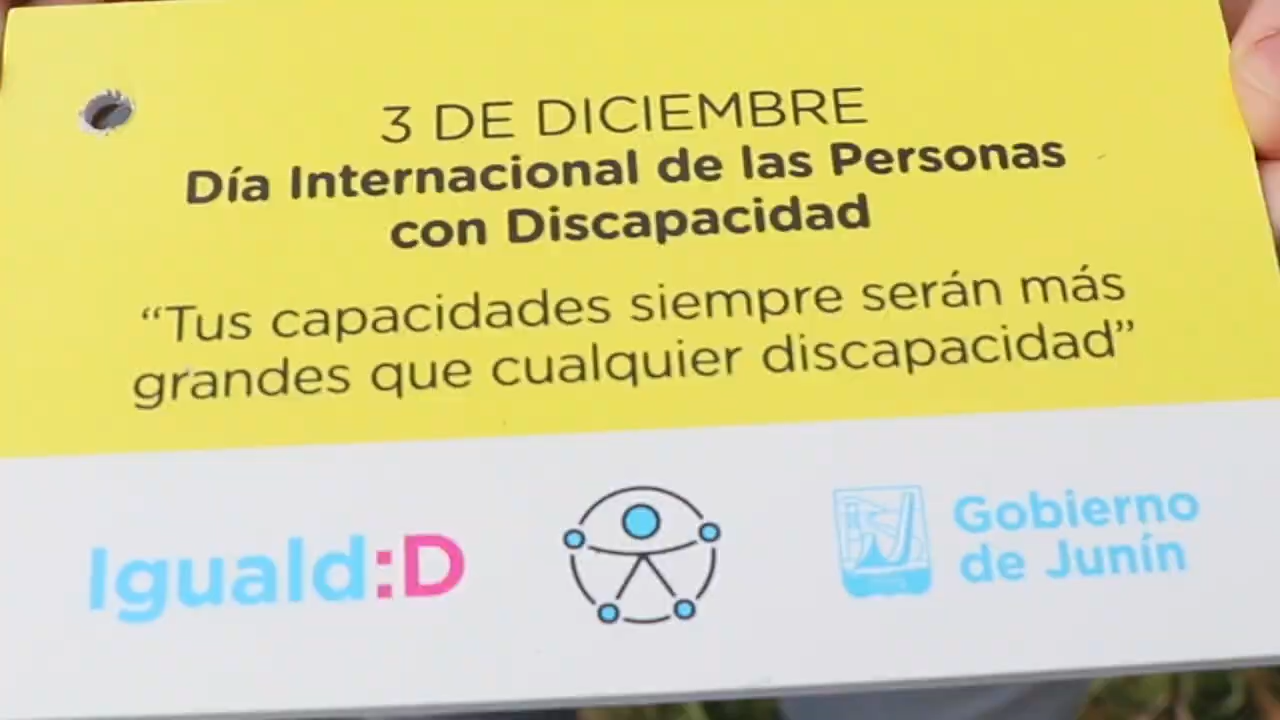 3 DE DICIEMBRE
Día Internacional de las Personas
con Discapacidad
“Tus capacidades siempre serán más
grandes que cualquier discapacidad”
Iguald:D
Gobierno
de Junín